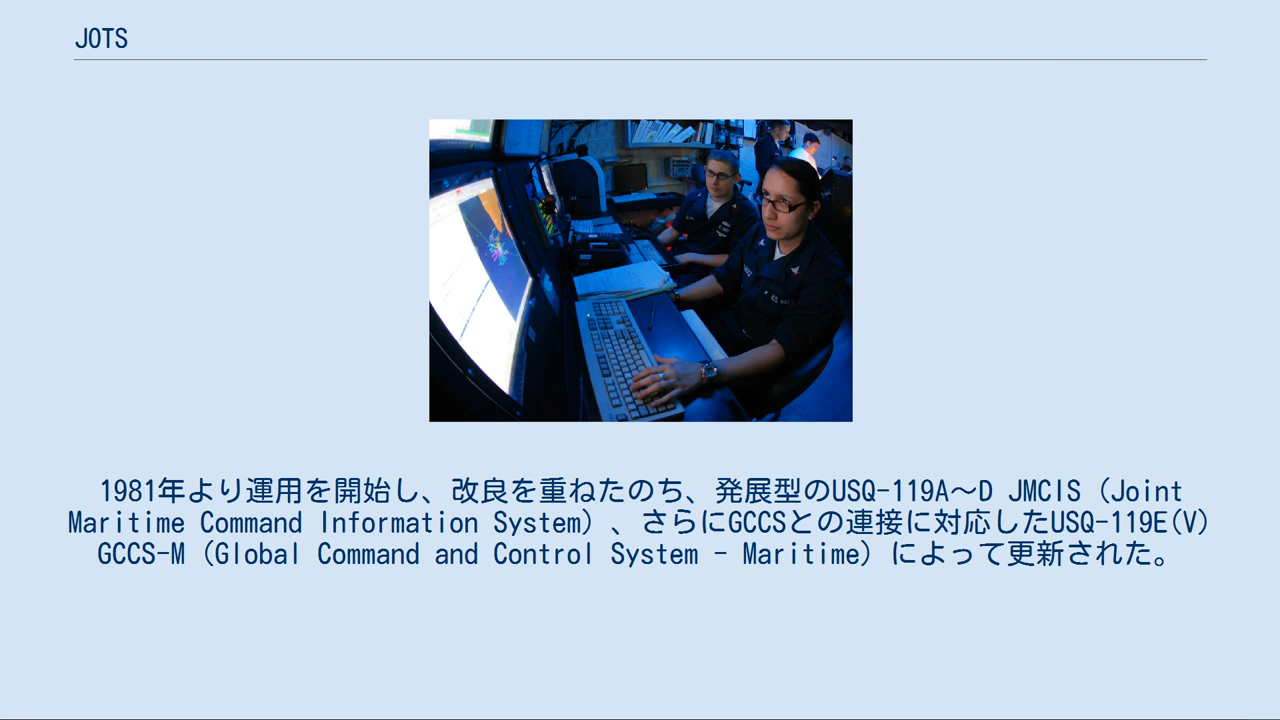 JOTS
1981年より運用を開始し、改良を重ねたのち、発展型のUSQ-119A～D JMCIS (Joint
Maritime Command Information System) 、さらにGCCSとの連接に対応したUSQ-119E(V)
GCCS-M (Global Command and Control System - Maritime) によって更新された。